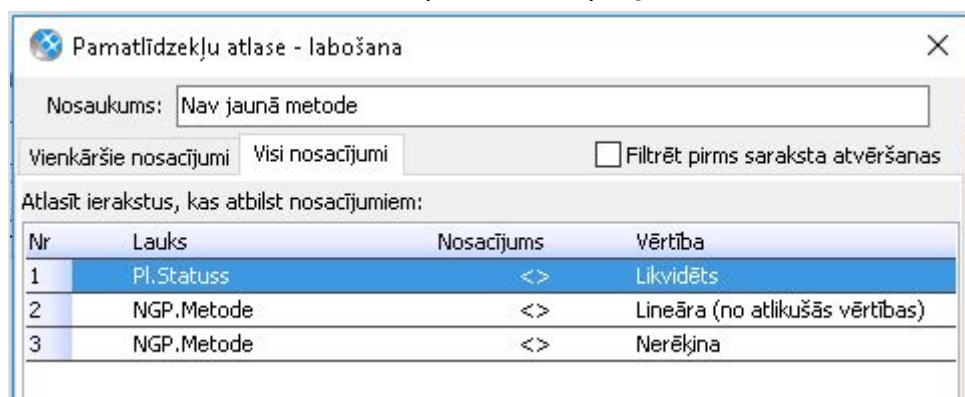 Pamatlīdzekļu atlase - labošana
Nosaukums: Nav jaunā metode
Vienkāršie nosacījumi Visi nosacījumi Filtrēt pirms saraksta atvēršanas
Atlasīt ierakstus, kas atbilst nosacījumiem:
Nr Lauks Nosacījums Vērtība
1 Pl.Statuss <> Likvidēts
2 NGP.Metode <> Lineāra (no atlikušās vērtības)
3 NGP.Metode <> Nerēķina